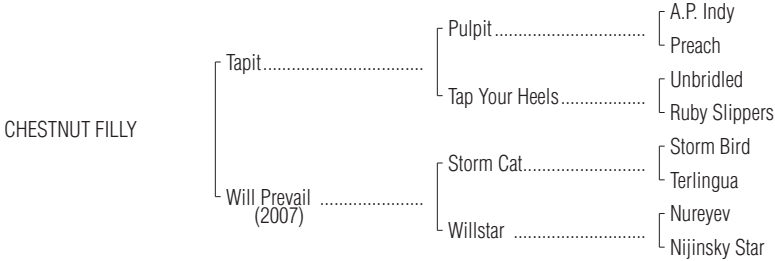 A.P. Indy
Pulpit..................................
Preach
Tapit....................................
Unbridled
Tap Your Heels...................
Ruby Slippers
CHESTNUT FILLY
Storm Bird
Storm Cat...........................
Terlingua
Will Prevail .......................
(2007)
Nureyev
Willstar .............................
Nijinsky Star